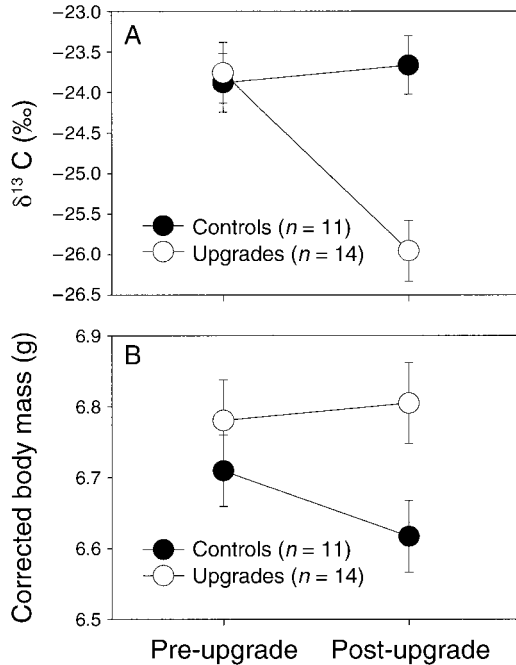 A
−23.0
−23.5
−24.0
−24.5
−25.0
−25.5
−26.0
−26.5
δ¹³ C (‰)
Controls (n = 11)
Upgrades (n = 14)
B
6.9
6.8
6.7
6.6
6.5
Corrected body mass (g)
Controls (n = 11)
Upgrades (n = 14)
Pre-upgrade Post-upgrade